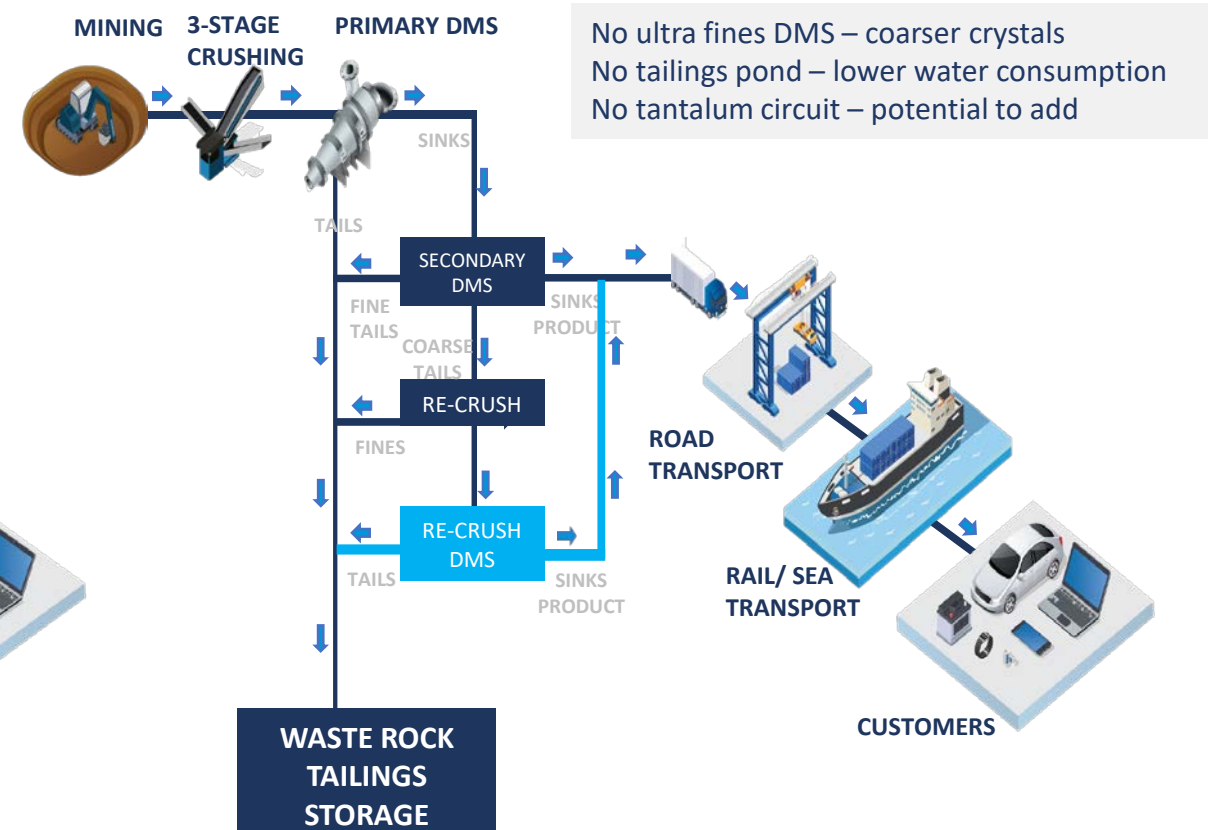 MINING
3-STAGE
CRUSHING
PRIMARY DMS
No ultra fines DMS – coarser crystals
No tailings pond – lower water consumption
No tantalum circuit – potential to add
SINKS
TAILS
SECONDARY
DMS
FINE
TAILS
SINKS
PRODUCT
COARSE
TAILS
RE-CRUSH
FINES
ROAD
TRANSPORT
RE-CRUSH
DMS
TAILS
SINKS
PRODUCT
RAIL/ SEA
TRANSPORT
CUSTOMERS
WASTE ROCK
TAILINGS
STORAGE